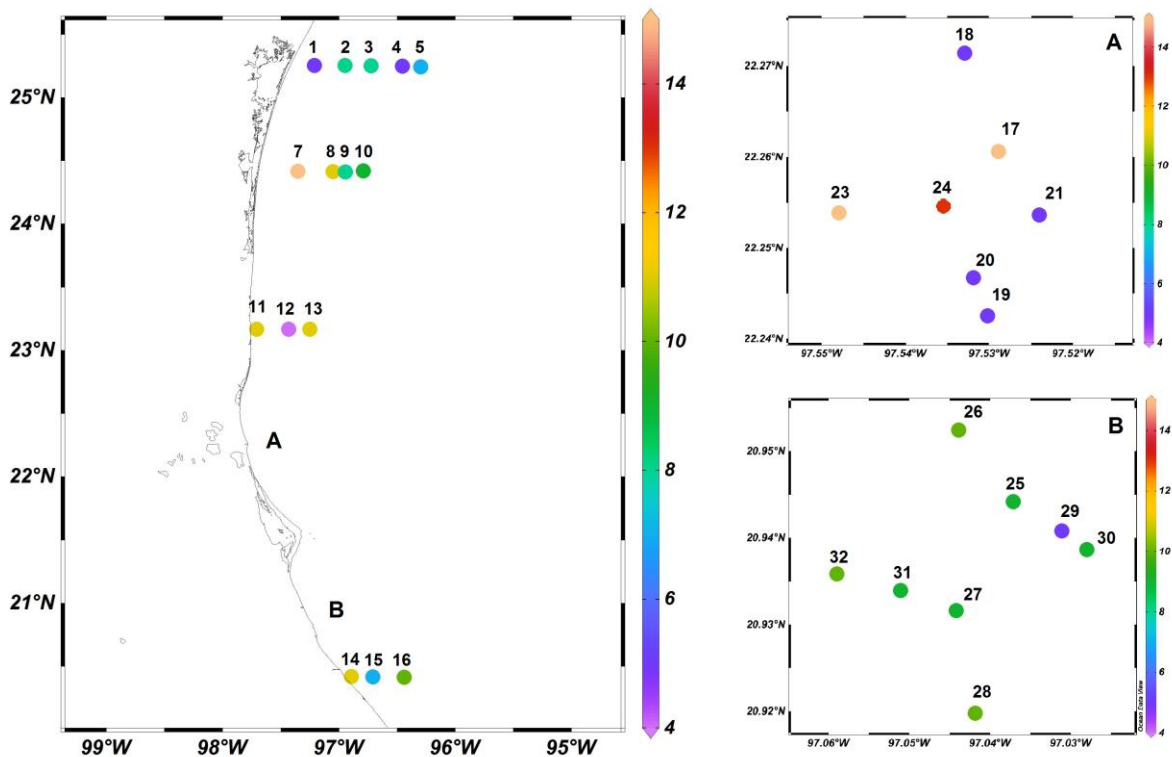 1 2 3 4 5
7 8 9 10
11 12 13
A
B
14 15 16
25°N
24°N
23°N
22°N
21°N
99°W 98°W 97°W 96°W 95°W
14
12
10
8
6
4
A
18
17
23 24 21
20
19
22.27°N
22.26°N
22.25°N
22.24°N
97.55°W 97.54°W 97.53°W 97.52°W
14
12
10
8
6
4
B
26
25
29
30
32
31
27
28
20.95°N
20.94°N
20.93°N
20.92°N
97.06°W 97.05°W 97.04°W 97.03°W
14
12
10
8
6
4
Ocean Data View